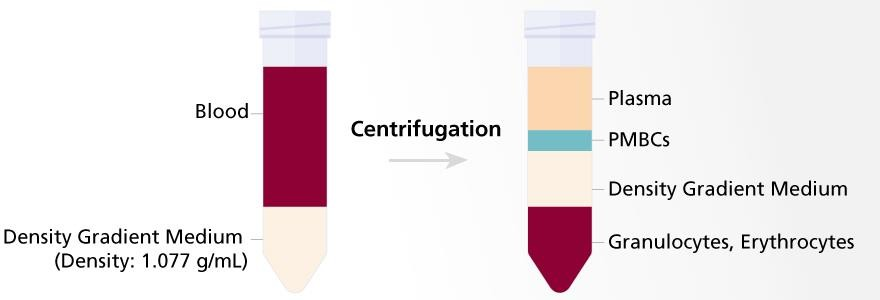 Blood
Density Gradient Medium
(Density: 1.077 g/mL)
Centrifugation
Plasma
PMBCs
Density Gradient Medium
Granulocytes, Erythrocytes